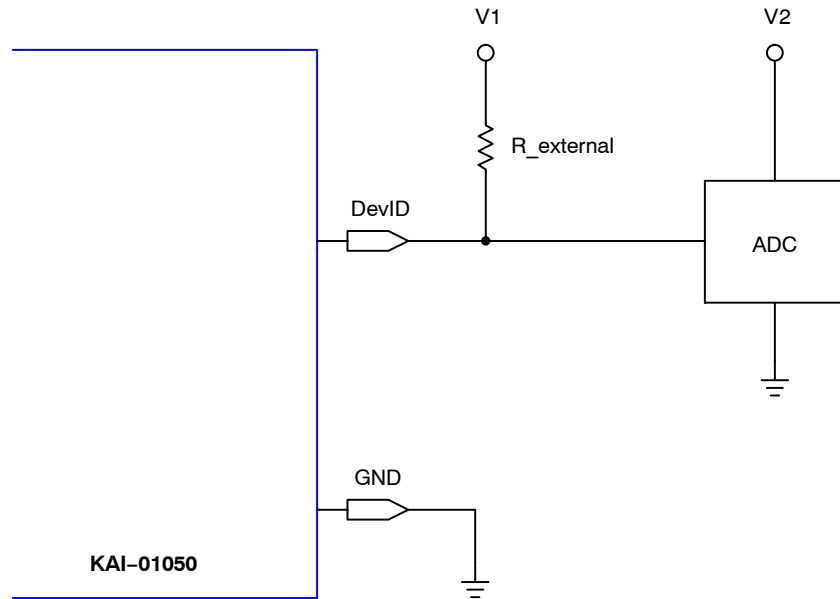 V1
V2
R_external
DevID
ADC
GND
KAI−01050